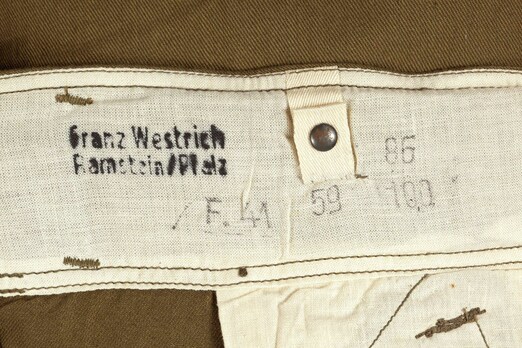 Franz Westrich
Ramstein/Pfalz
F. 41
86
59 100